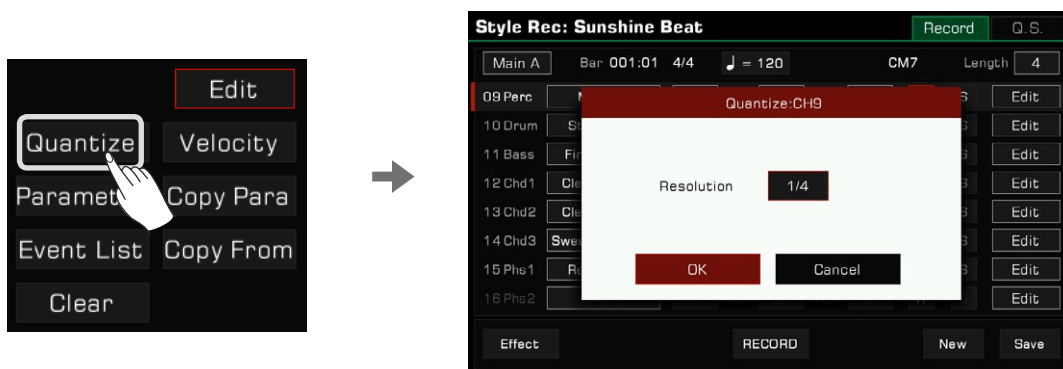 Edit
Quantize Velocity
Copy Para
Event List Copy From
Clear
Style Rec: Sunshine Beat Record Q.S.
Main A Bar 001:01 4/4 = 120 CM7 Length 4
09 Perc Edit
10 Drum Edit
11 Bass Edit
12 Chd1 Edit
13 Chd2 Edit
14 Chd3 Edit
15 Phs1 Edit
16 Phs2 Edit
Quantize:CH9
Resolution 1/4
OK Cancel
Effect RECORD New Save